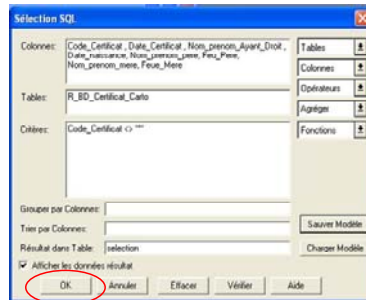 Sélection SQL
Colonnes:
Code_Certificat , Date_Certificat , Nom_prenom_Ayant_Droit ,
Date_naissance, Nom_prenom_pere, Feu_Pere,
Nom_prenom_mere, Feue_Mere
Tables
Colonnes
Opérateurs
Agréger
Fonctions
Tables:
R_BD_Certificat_Carto
Critères:
Code_Certificat <> ""
Grouper par Colonnes:
Trier par Colonnes:
Résultat dans Table:
selection
Sauver Modèle
Charger Modèle
Afficher les données résultat
OK
Annuler
Effacer
Vérifier
Aide